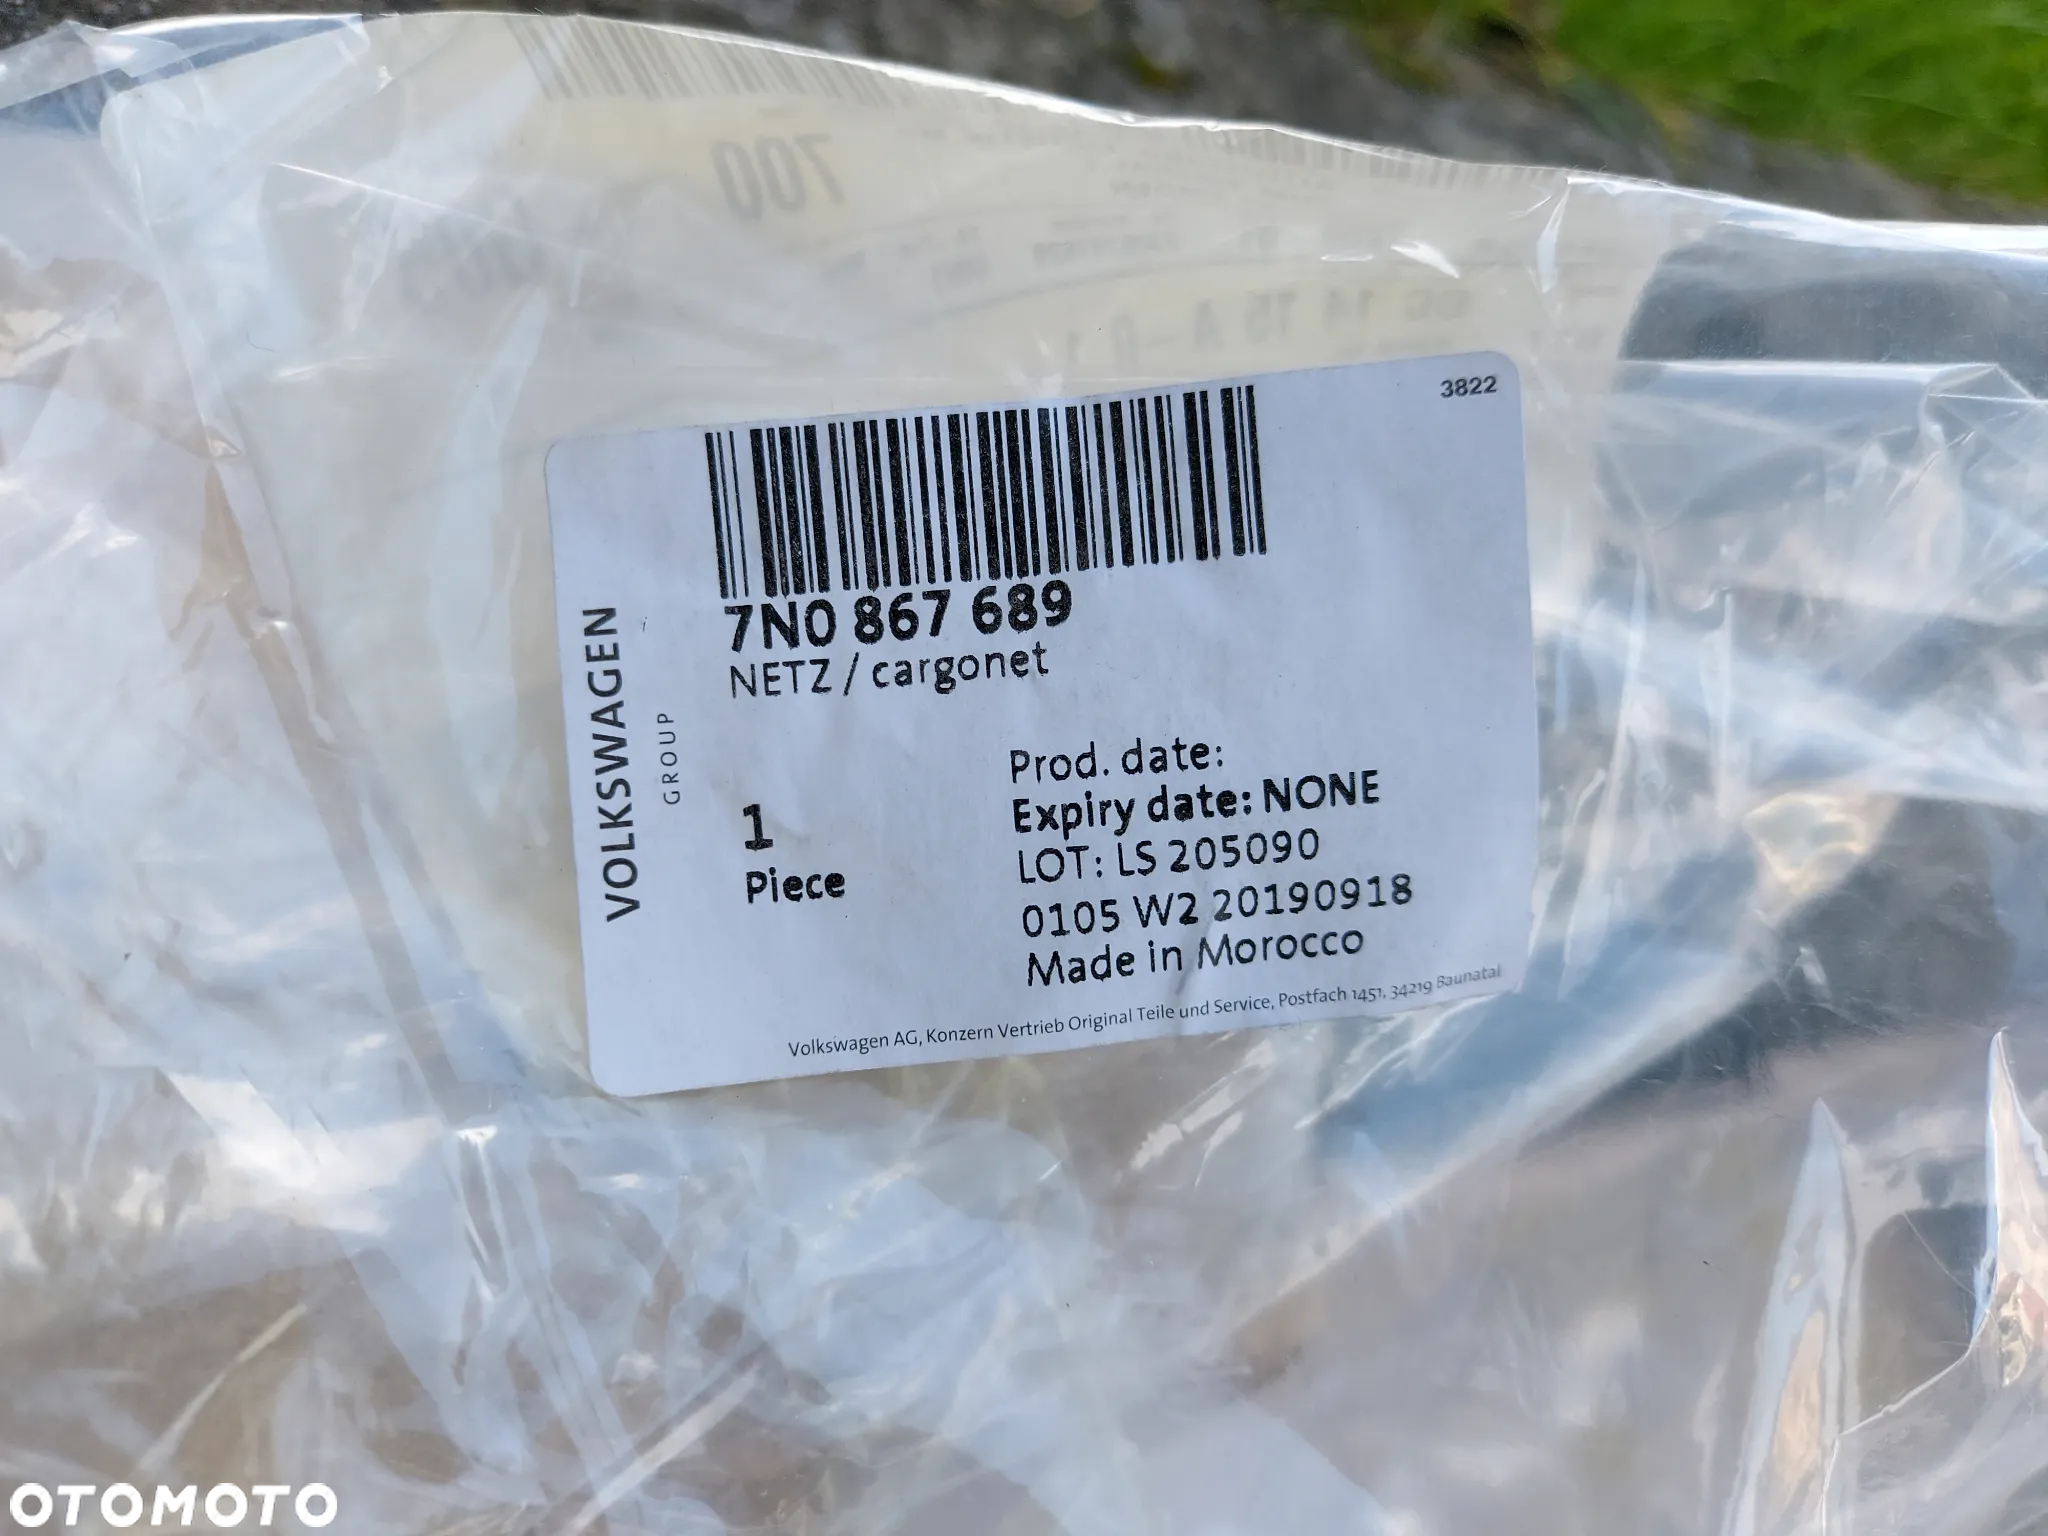 700
3822
7N0 867 689
NETZ / cargonet
VOLKSWAGEN
GROUP
1
Piece
Prod. date:
Expiry date: NONE
LOT: LS 205090
0105 W2 20190918
Made in Morocco
Volkswagen AG, Konzern Vertrieb Original Teile und Service, Postfach 1451, 34219 Baunatal
OTOMOTO